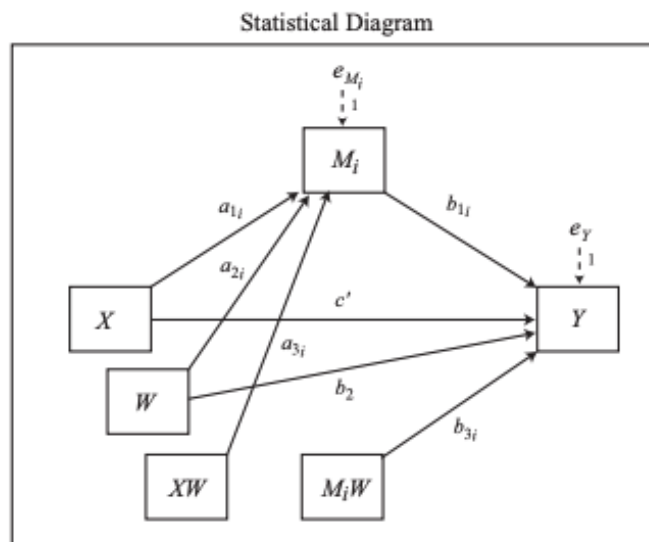 Statistical Diagram
e_{M_i}
1
M_i
a_{1i}
b_{1i}
e_Y
1
a_{2i}
X
c'
Y
a_{3i}
W
b_2
b_{3i}
XW
M_iW